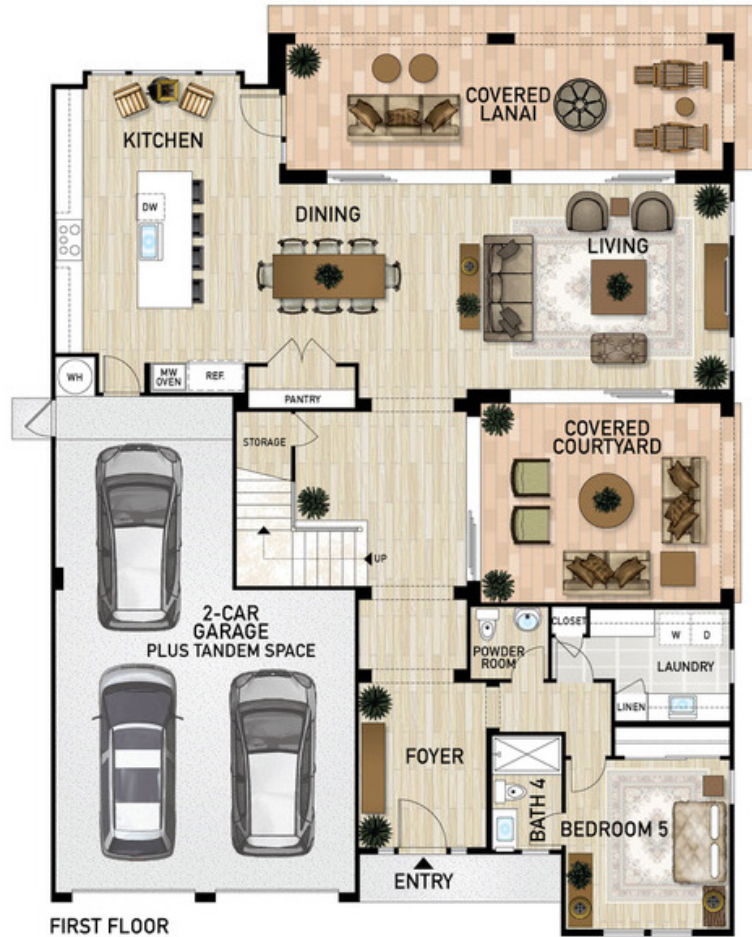 COVERED
LANAI
KITCHEN
DINING
LIVING
DW
WH
MW
OVEN
REF.
PANTRY
STORAGE
COVERED
COURTYARD
UP
2-CAR
GARAGE
PLUS TANDEM SPACE
POWDER
ROOM
CLOSET
W
D
LAUNDRY
LINEN
FOYER
BATH 4
BEDROOM 5
ENTRY
FIRST FLOOR